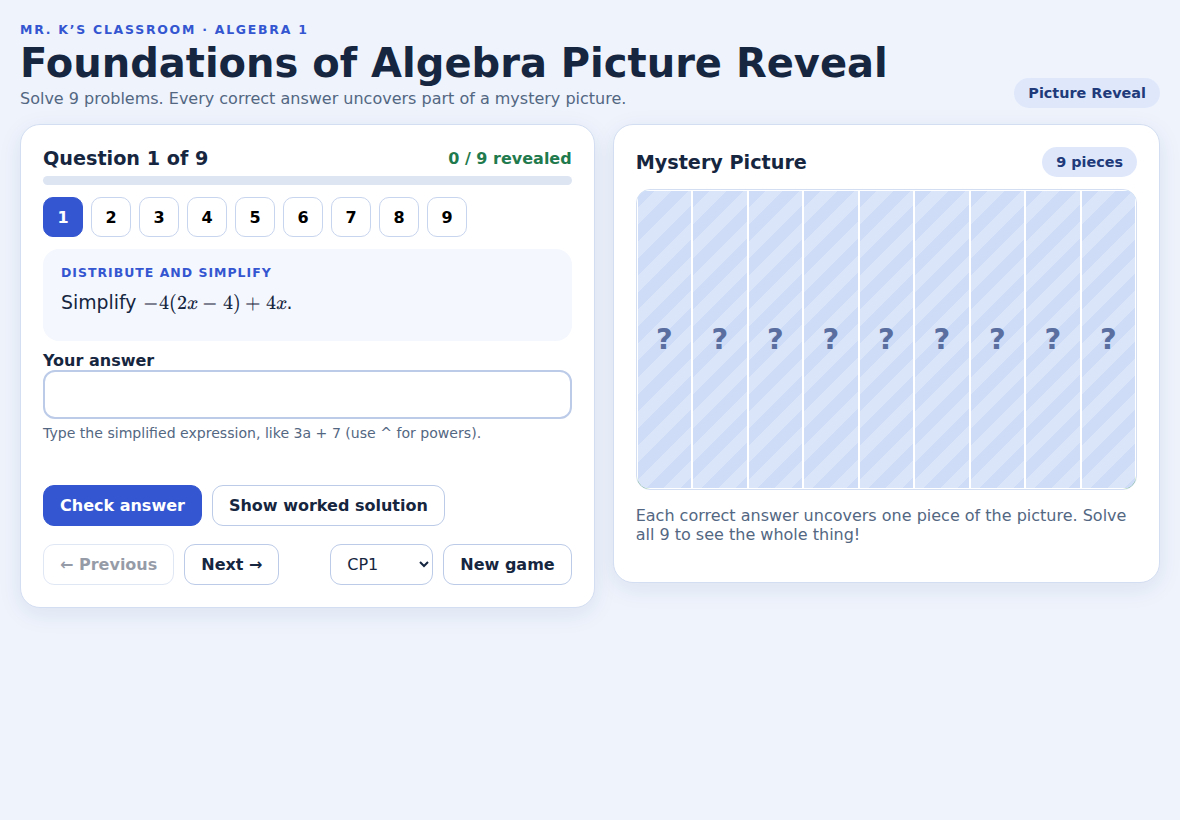 MR. K’S CLASSROOM · ALGEBRA 1
Foundations of Algebra Picture Reveal
Solve 9 problems. Every correct answer uncovers part of a mystery picture.
Picture Reveal
Question 1 of 9
0 / 9 revealed
1 2 3 4 5 6 7 8 9
DISTRIBUTE AND SIMPLIFY
Simplify −4(2x − 4) + 4x.
Your answer
Type the simplified expression, like 3a + 7 (use ^ for powers).
Check answer
Show worked solution
← Previous
Next →
CP1
New game
Mystery Picture
9 pieces
? ? ? ? ? ? ? ? ?
Each correct answer uncovers one piece of the picture. Solve
all 9 to see the whole thing!